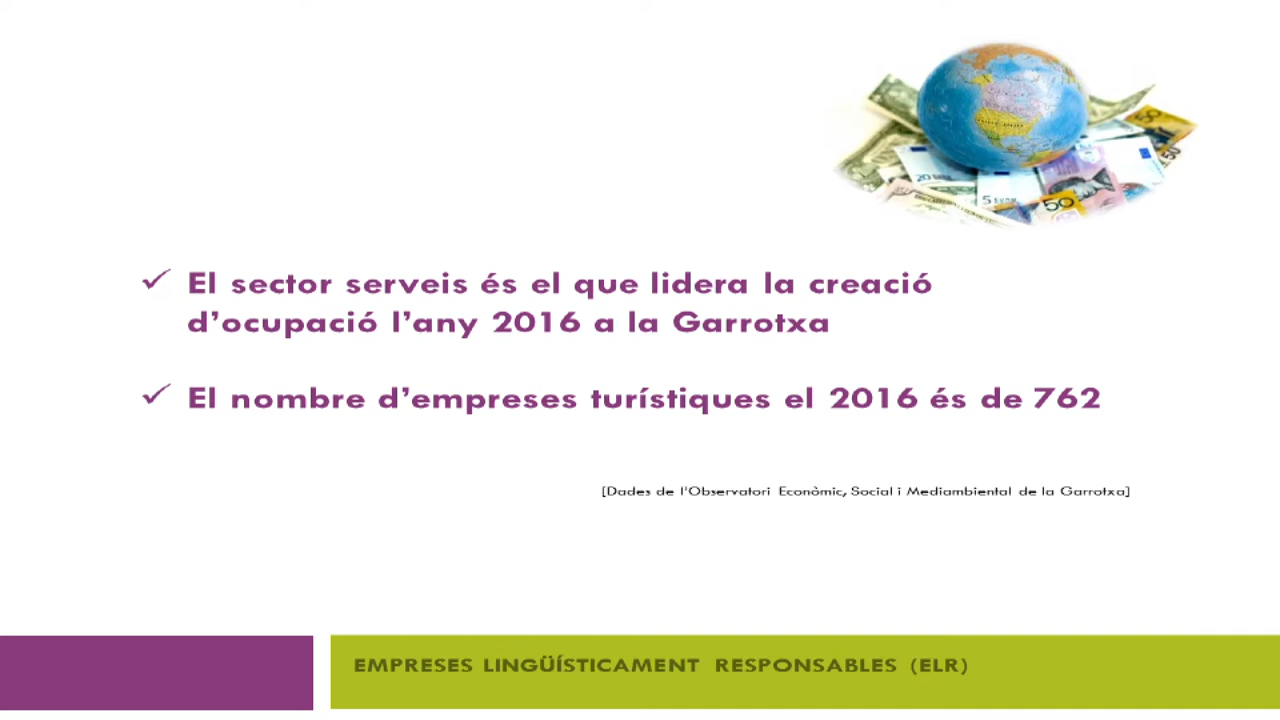 El sector serveis és el que lidera la creació
d'ocupació l'any 2016 a la Garrotxa
El nombre d'empreses turístiques el 2016 és de 762
[Dades de l'Observatori Econòmic, Social i Mediambiental de la Garrotxa]
EMPRESES LINGÜÍSTICAMENT RESPONSABLES (ELR)